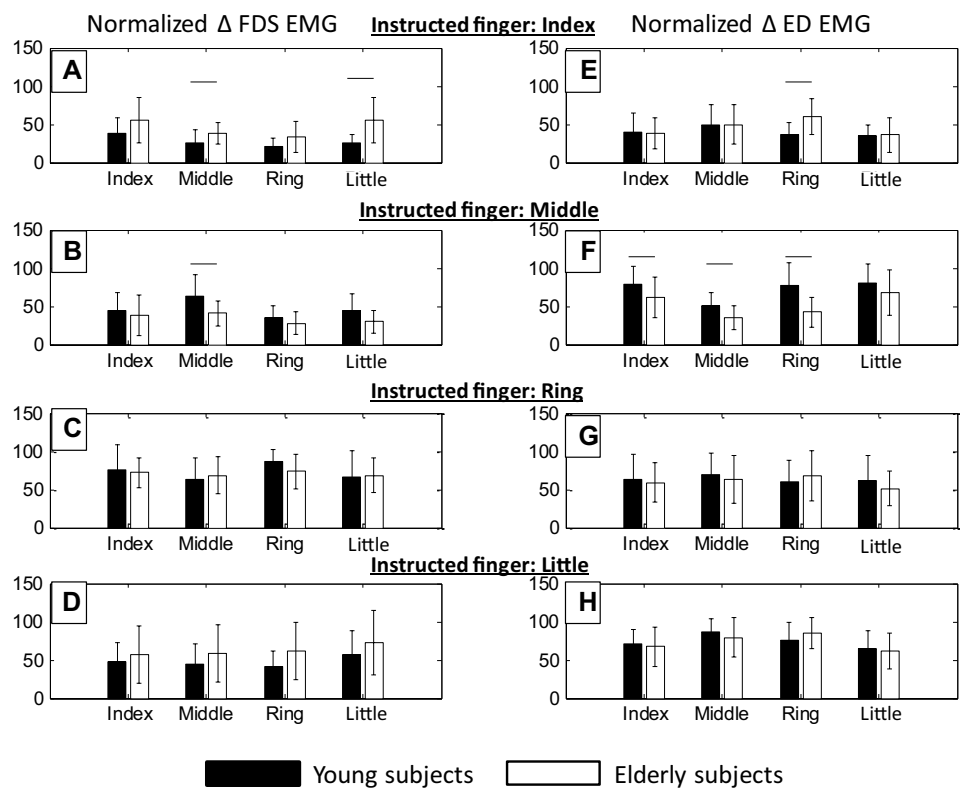 Normalized Δ FDS EMG Instructed finger: Index Normalized Δ ED EMG
150 A 150 E
100 100
50 50
0 0
Index Middle Ring Little Index Middle Ring Little
Instructed finger: Middle
150 B 150 F
100 100
50 50
0 0
Index Middle Ring Little Index Middle Ring Little
Instructed finger: Ring
150 C 150 G
100 100
50 50
0 0
Index Middle Ring Little Index Middle Ring Little
Instructed finger: Little
150 D 150 H
100 100
50 50
0 0
Index Middle Ring Little Index Middle Ring Little
Young subjects Elderly subjects